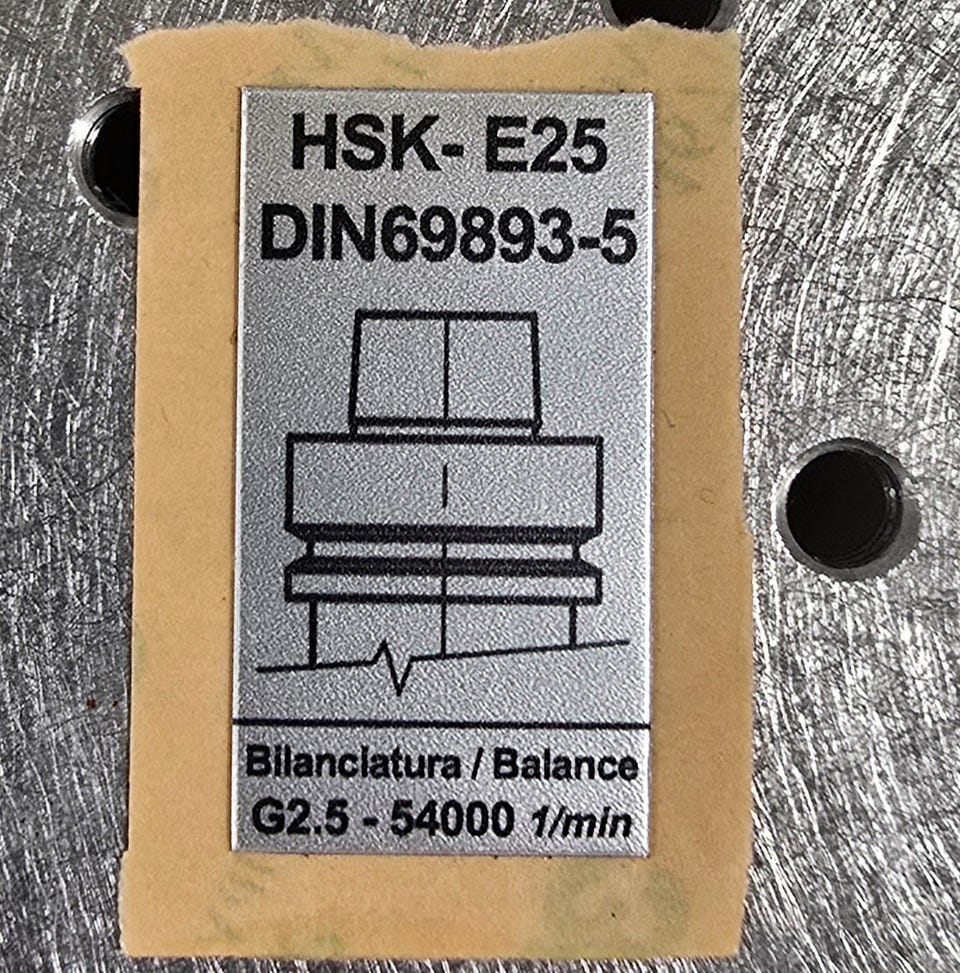 HSK- E25
DIN69893-5
Bilanciatura / Balance
G2.5 - 54000 1/min